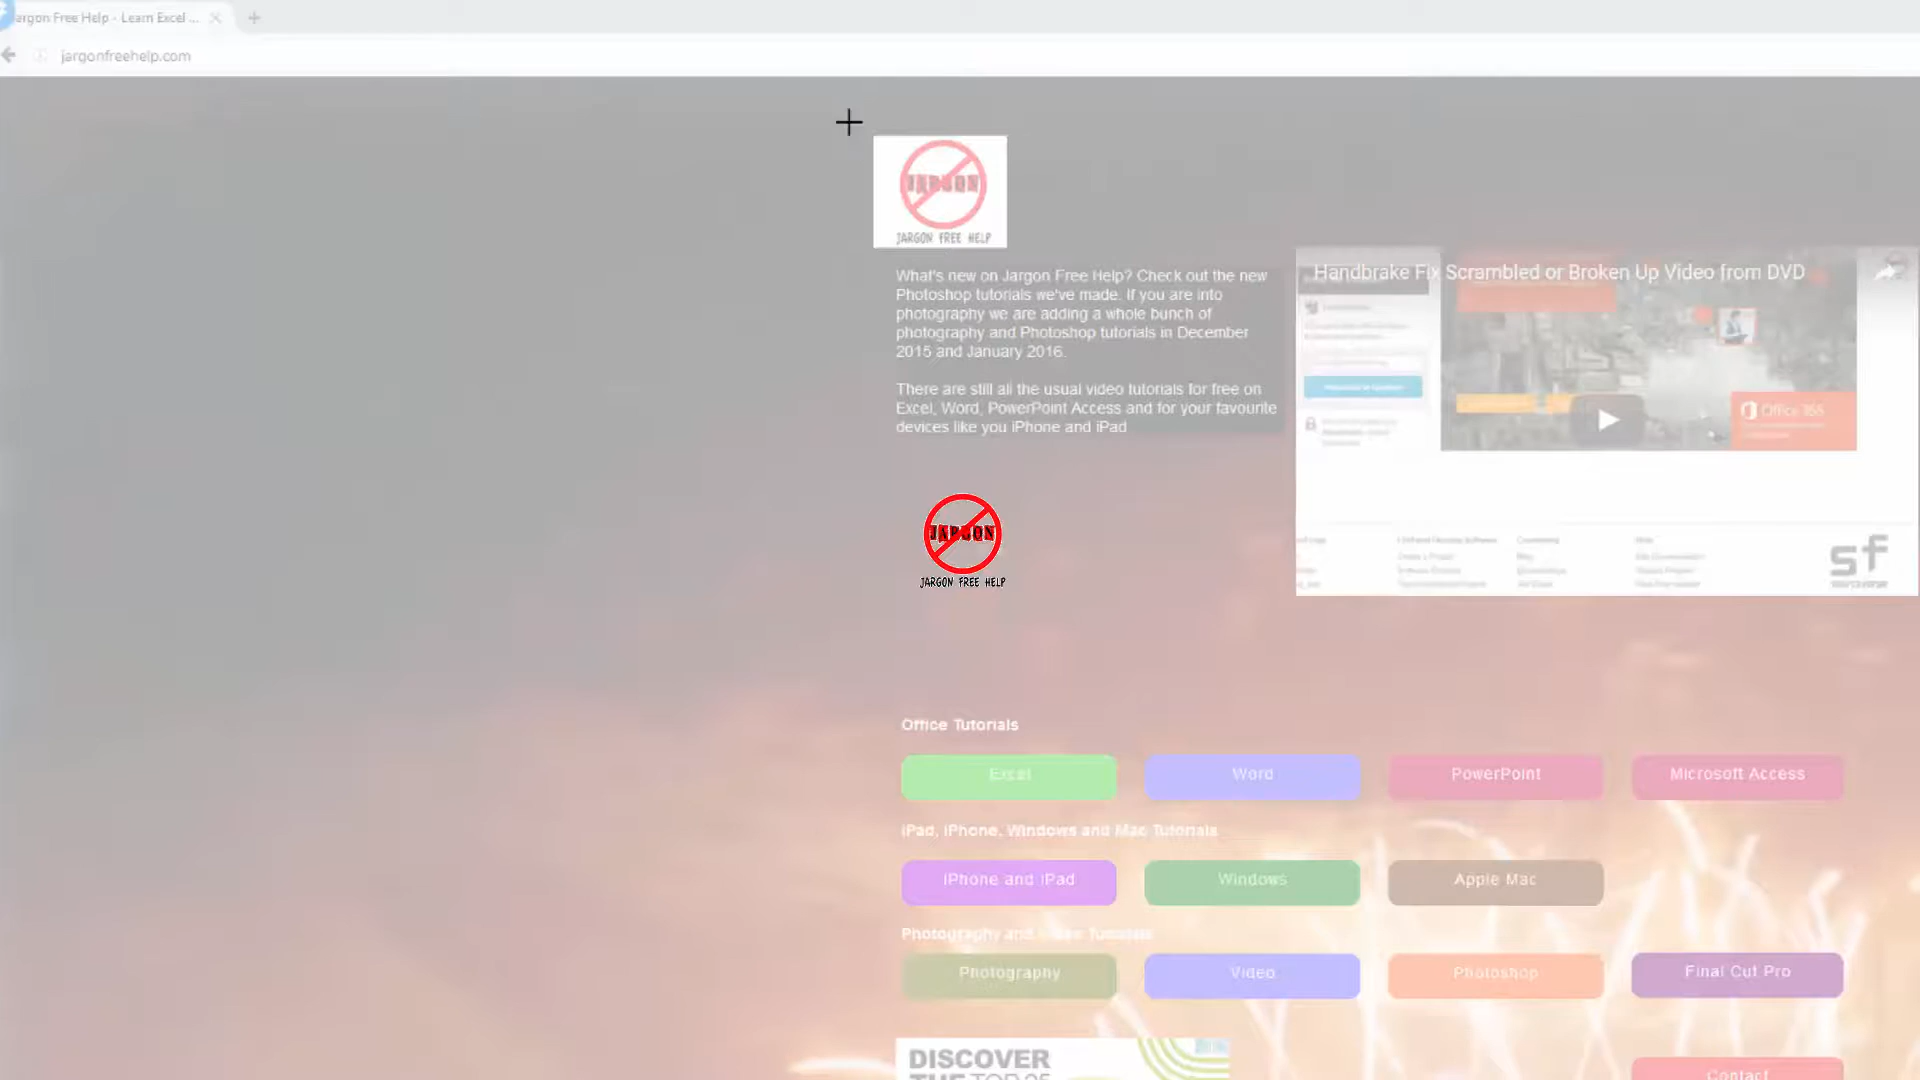 argon Free Help - Learn Excel ...
jargonfreehelp.com
JARGON
JARGON FREE HELP
What's new on Jargon Free Help? Check out the new
Photoshop tutorials we've made. If you are into
photography we are adding a whole bunch of
photography and Photoshop tutorials in December
2015 and January 2016.
There are still all the usual video tutorials for free on
Excel, Word, PowerPoint Access and for your favourite
devices like you iPhone and iPad
Handbrake Fix Scrambled or Broken Up Video from DVD
Office 365
sf
JARGON
JARGON FREE HELP
Office Tutorials
Excel
Word
PowerPoint
Microsoft Access
iPad, iPhone, Windows and Mac Tutorials
iPhone and iPad
Windows
Apple Mac
Photography and Tutorials
Photography
Video
Photoshop
Final Cut Pro
DISCOVER
THE TOP 25
Contact